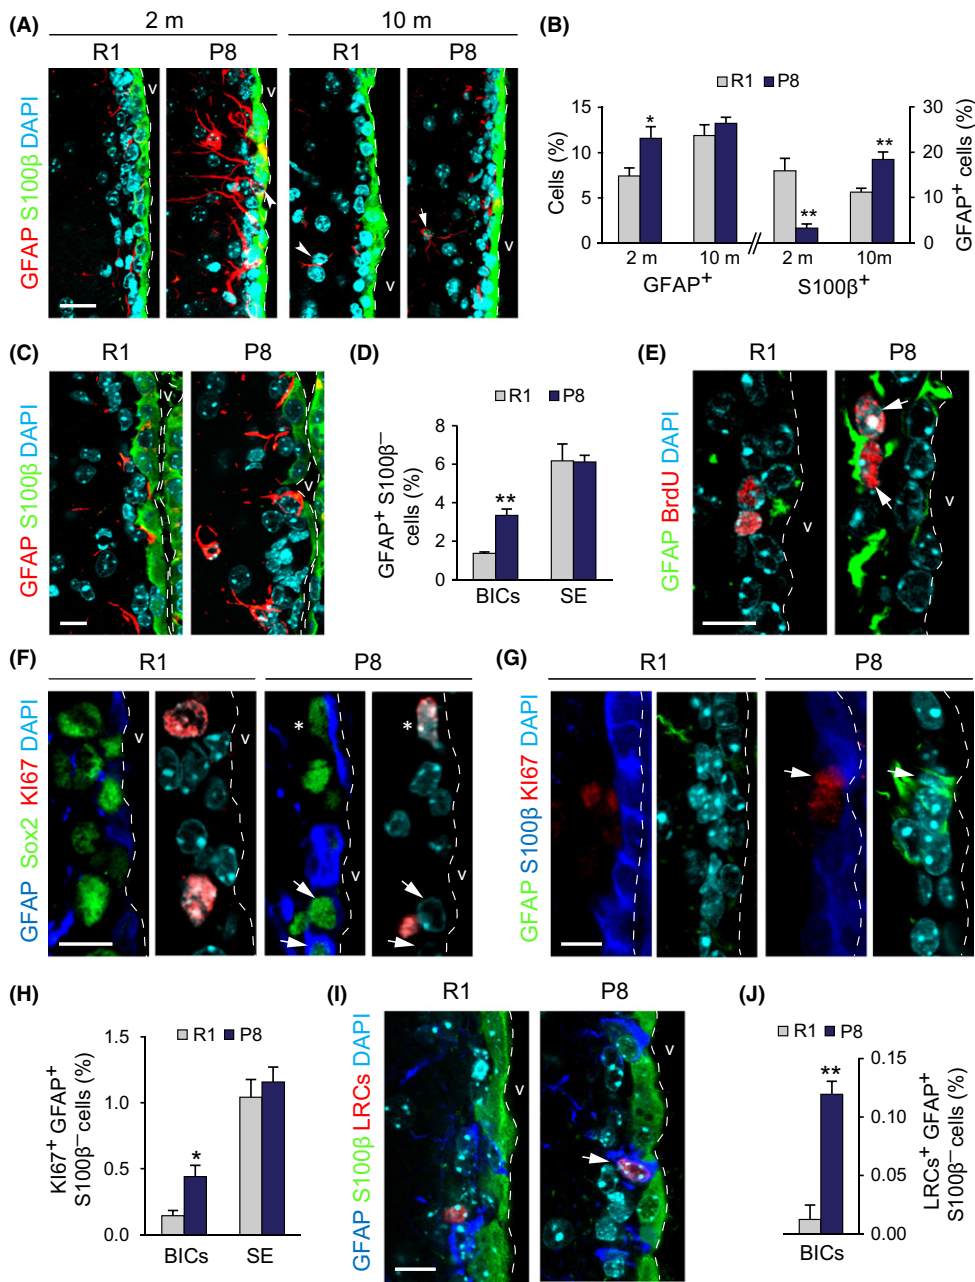 (A)
2 m
10 m
R1
P8
R1
P8
GFAP S100β DAPI
v
v
v
v
(B)
R1
P8
Cells (%)
15
10
5
0
*
**
**
30
20
10
0
GFAP⁺ cells (%)
2 m
10 m
2 m
10m
GFAP⁺
S100β⁺
(C)
R1
P8
GFAP S100β DAPI
v
v
(D)
R1
P8
GFAP⁺ S100β⁻
cells (%)
8
6
4
2
0
**
BICs
SE
(E)
R1
P8
GFAP BrdU DAPI
v
v
(F)
R1
P8
GFAP Sox2 KI67 DAPI
v
v
*
v
*
v
(G)
R1
P8
GFAP S100β KI67 DAPI
(H)
R1
P8
KI67⁺ GFAP⁺
S100β⁻ cells (%)
1.5
1.0
0.5
0.0
*
BICs
SE
(I)
R1
P8
GFAP S100β LRCs DAPI
v
v
(J)
R1
P8
**
0.15
0.10
0.05
0.00
LRCs⁺ GFAP⁺
S100β⁻ cells (%)
BICs